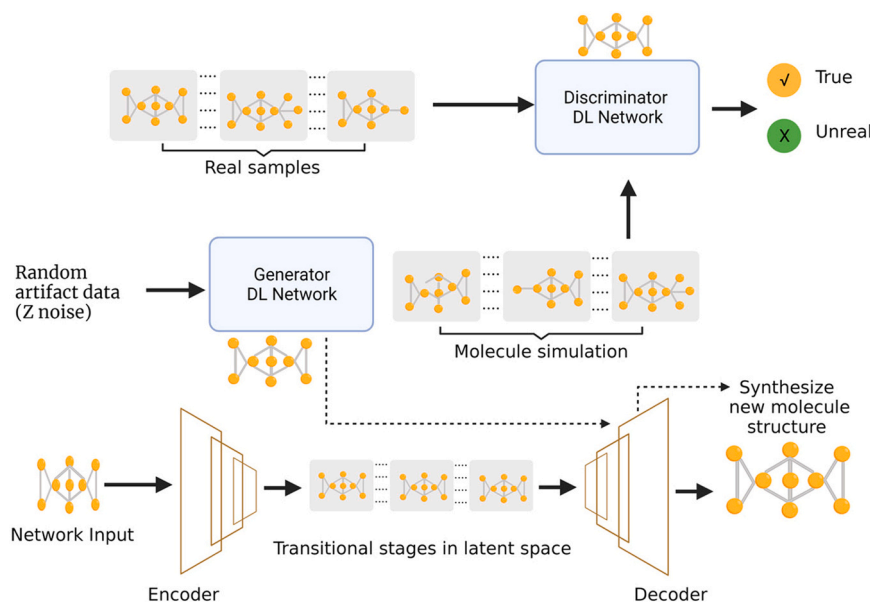 Discriminator
DL Network
√ True
X Unreal
Real samples
Random
artifact data
(Z noise)
Generator
DL Network
Molecule simulation
Synthesize
new molecule
structure
Network Input
Transitional stages in latent space
Encoder
Decoder